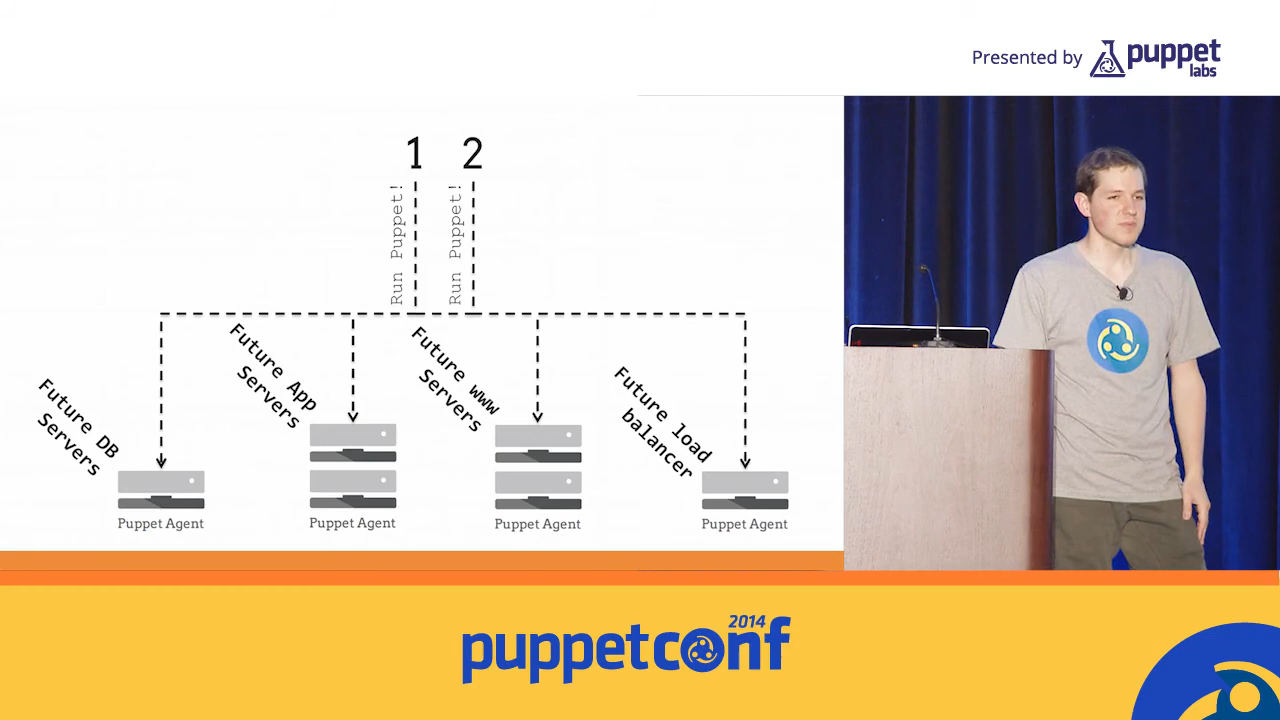 Presented by puppet
labs
1 2
Run Puppet! Run Puppet!
Future DB
Servers
Future App
Servers
Future www
Servers
Future load
balancer
Puppet Agent Puppet Agent Puppet Agent Puppet Agent
2014
puppetconf